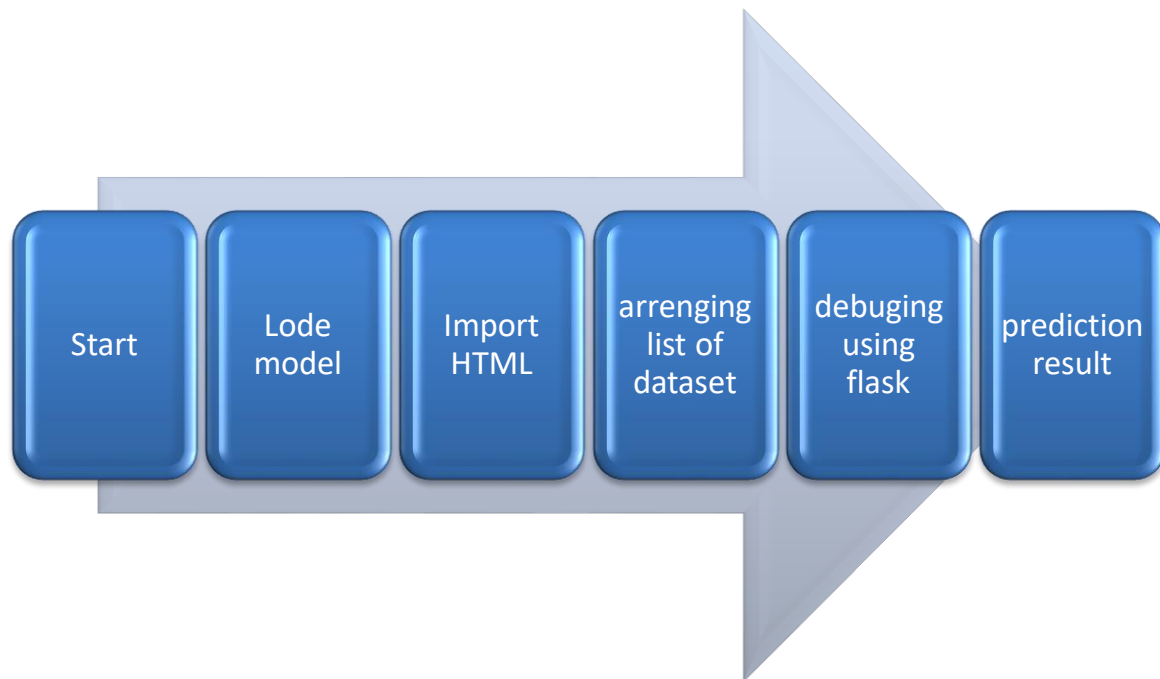 Start
Lode
model
Import
HTML
arrenging
list of
dataset
debuging
using
flask
prediction
result